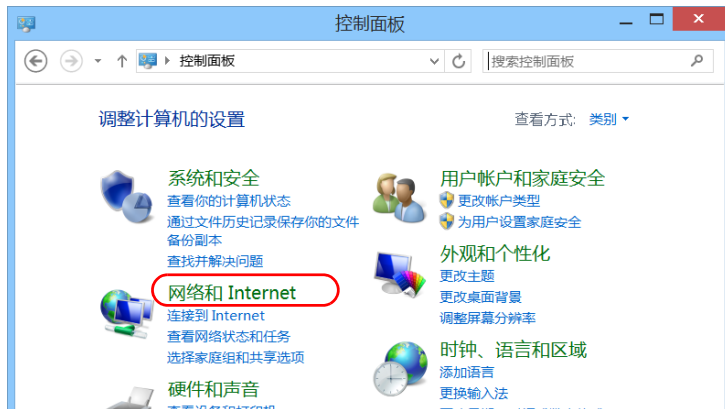 控制面板
控制面板
搜索控制面板
调整计算机的设置
查看方式: 类别
系统和安全
查看你的计算机状态
通过文件历史记录保存你的文件
备份副本
查找并解决问题
网络和 Internet
连接到 Internet
查看网络状态和任务
选择家庭组和共享选项
硬件和声音
用户帐户和家庭安全
更改帐户类型
为用户设置家庭安全
外观和个性化
更改主题
更改桌面背景
调整屏幕分辨率
时钟、语言和区域
添加语言
更换输入法